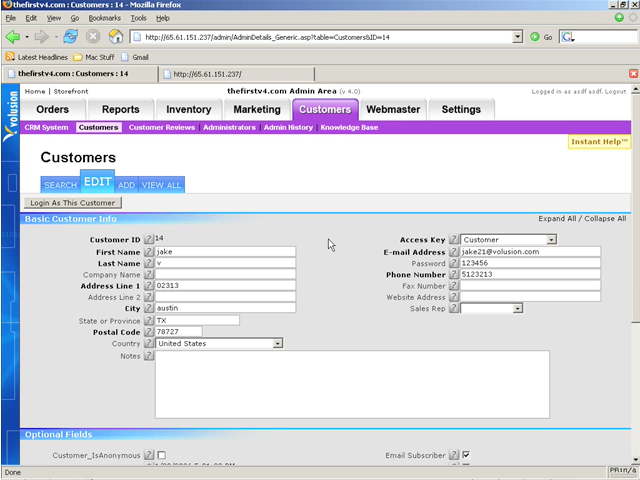 thefirstv4.com : Customers : 14 - Mozilla Firefox
File Edit View Go Bookmarks Tools Help
http://65.61.151.237/admin/AdminDetails_Generic.asp?table=Customers&ID=14
Go
Latest Headlines Mac Stuff Gmail
thefirstv4.com : Customers : 14 http://65.61.151.237/
volusion
Home | Storefront thefirstv4.com Admin Area (v 4.0) Logged in as asdf asdf. Logout
Orders Reports Inventory Marketing Customers Webmaster Settings
CRM System Customers Customer Reviews Administrators Admin History Knowledge Base
Instant Help™
Customers
SEARCH EDIT ADD VIEW ALL
Login As This Customer
Basic Customer Info Expand All / Collapse All
Customer ID ? 14 Access Key ? Customer
First Name ? jake E-mail Address ? jake21@volusion.com
Last Name ? v Password ? 123456
Company Name ? Phone Number ? 5123213
Address Line 1 ? 02313 Fax Number ?
Address Line 2 ? Website Address ?
City ? austin Sales Rep ?
State or Province ? TX
Postal Code ? 78727
Country ? United States
Notes ?
Optional Fields
Customer_IsAnonymous ? Email Subscriber ?
Done PR:n/a